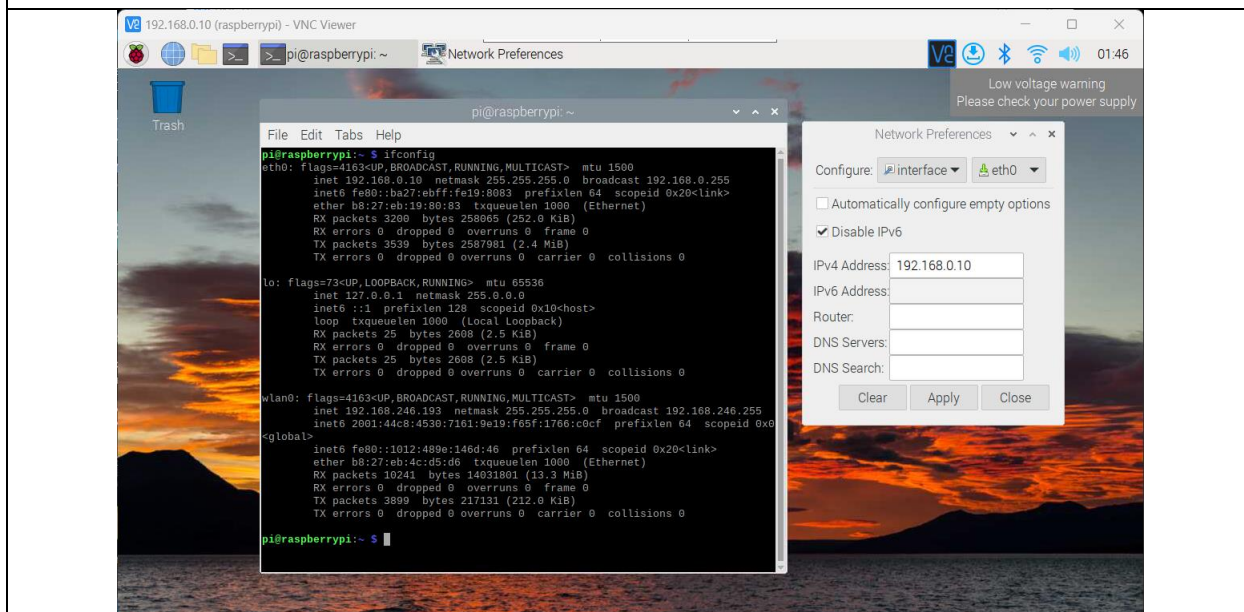 192.168.0.10 (raspberrypi) - VNC Viewer
pi@raspberrypi: ~ Network Preferences 01:46
Low voltage warning
Please check your power supply
Trash
pi@raspberrypi: ~
File Edit Tabs Help
pi@raspberrypi:~ $ ifconfig
eth0: flags=4163<UP,BROADCAST,RUNNING,MULTICAST> mtu 1500
inet 192.168.0.10 netmask 255.255.255.0 broadcast 192.168.0.255
inet6 fe80::ba27:ebff:fe19:8083 prefixlen 64 scopeid 0x20<link>
ether b8:27:eb:19:80:83 txqueuelen 1000 (Ethernet)
RX packets 3200 bytes 258065 (252.0 KiB)
RX errors 0 dropped 0 overruns 0 frame 0
TX packets 3539 bytes 2587981 (2.4 MiB)
TX errors 0 dropped 0 overruns 0 carrier 0 collisions 0
lo: flags=73<UP,LOOPBACK,RUNNING> mtu 65536
inet 127.0.0.1 netmask 255.0.0.0
inet6 ::1 prefixlen 128 scopeid 0x10<host>
loop txqueuelen 1000 (Local Loopback)
RX packets 25 bytes 2608 (2.5 KiB)
RX errors 0 dropped 0 overruns 0 frame 0
TX packets 25 bytes 2608 (2.5 KiB)
TX errors 0 dropped 0 overruns 0 carrier 0 collisions 0
wlan0: flags=4163<UP,BROADCAST,RUNNING,MULTICAST> mtu 1500
inet 192.168.246.193 netmask 255.255.255.0 broadcast 192.168.246.255
inet6 2001:44c8:4530:7161:9e19:f65f:1766:c0cf prefixlen 64 scopeid 0x0
<global>
inet6 fe80::1012:489e:146d:46 prefixlen 64 scopeid 0x20<link>
ether b8:27:eb:4c:d5:d6 txqueuelen 1000 (Ethernet)
RX packets 10241 bytes 14031801 (13.3 MiB)
RX errors 0 dropped 0 overruns 0 frame 0
TX packets 3899 bytes 217131 (212.0 KiB)
TX errors 0 dropped 0 overruns 0 carrier 0 collisions 0
pi@raspberrypi:~ $
Network Preferences
Configure: interface eth0
Automatically configure empty options
Disable IPv6
IPv4 Address: 192.168.0.10
IPv6 Address:
Router:
DNS Servers:
DNS Search:
Clear Apply Close